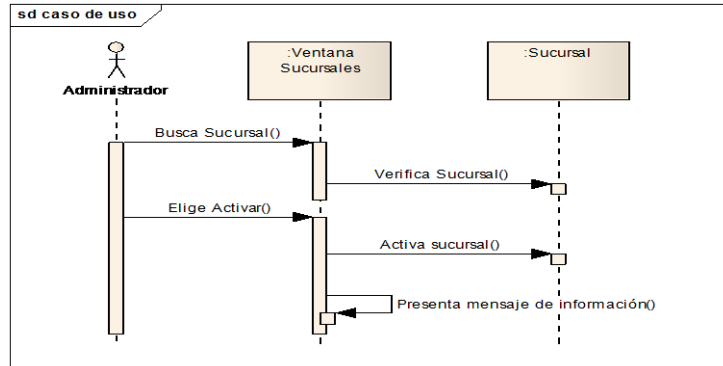 sd caso de uso
Administrador
:Ventana
Sucursales
:Sucursal
Busca Sucursal()
Verifica Sucursal()
Elige Activar()
Activa sucursal()
Presenta mensaje de información()